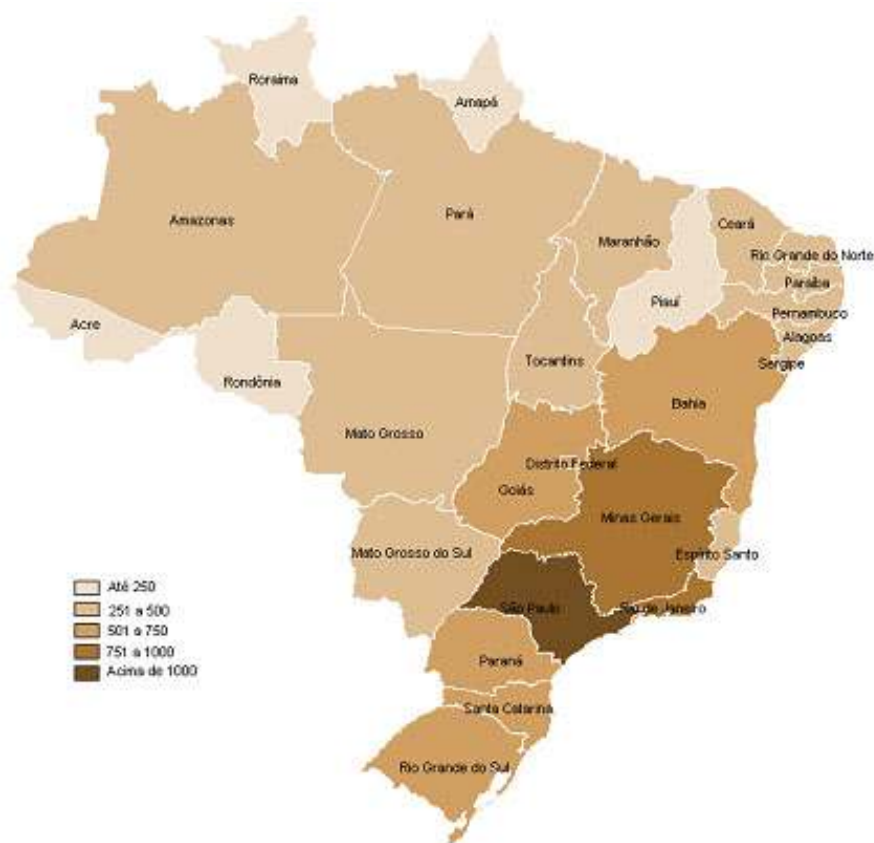 Roraima
Amapá
Amazonas
Pará
Maranhão
Ceará
Rio Grande do Norte
Paraíba
Piauí
Pernambuco
Acre
Alagoas
Tocantins
Sergipe
Rondônia
Bahia
Mato Grosso
Distrito Federal
Goiás
Minas Gerais
Mato Grosso do Sul
Espírito Santo
Até 250
251 a 500
501 a 750
751 a 1000
Acima de 1000
São Paulo
Rio de Janeiro
Paraná
Santa Catarina
Rio Grande do Sul